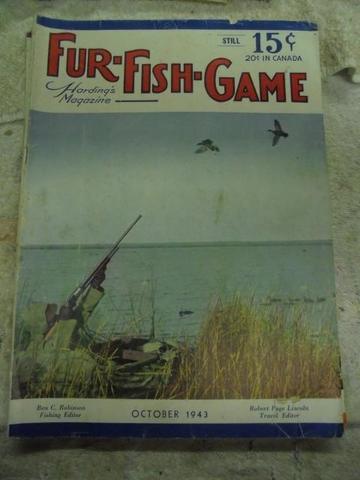 STILL 15¢
20¢ IN CANADA
FUR-FISH-GAME
Harding's
Magazine
Ben C. Robinson
Fishing Editor
OCTOBER 1943
Robert Page Lincoln
Travel Editor